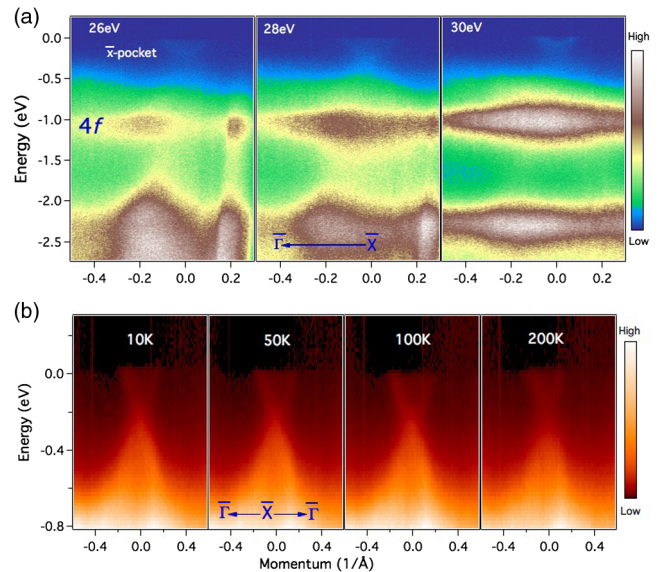 (a)
26eV 28eV 30eV High
0.0
x̄-pocket
-0.5
4f
-1.0
Energy (eV)
-1.5
-2.0
Γ̄ X̄
-2.5
Low
-0.4 -0.2 0.0 0.2 -0.4 -0.2 0.0 0.2 -0.4 -0.2 0.0 0.2
(b)
10K 50K 100K 200K High
0.0
Energy (eV)
-0.4
Γ̄ X̄ Γ̄
Low
-0.8
-0.4 0.0 0.4 -0.4 0.0 0.4 -0.4 0.0 0.4 -0.4 0.0 0.4
Momentum (1/Å)